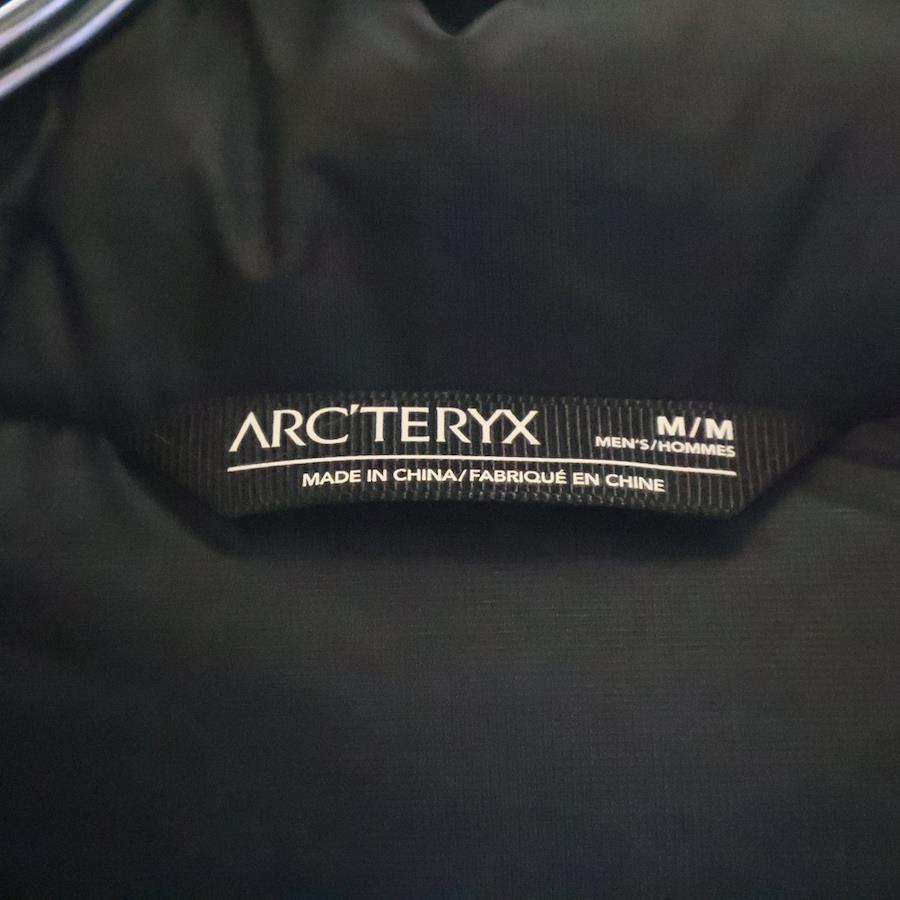 ARC'TERYX
M/M
MEN'S/HOMMES
MADE IN CHINA/FABRIQUÉ EN CHINE